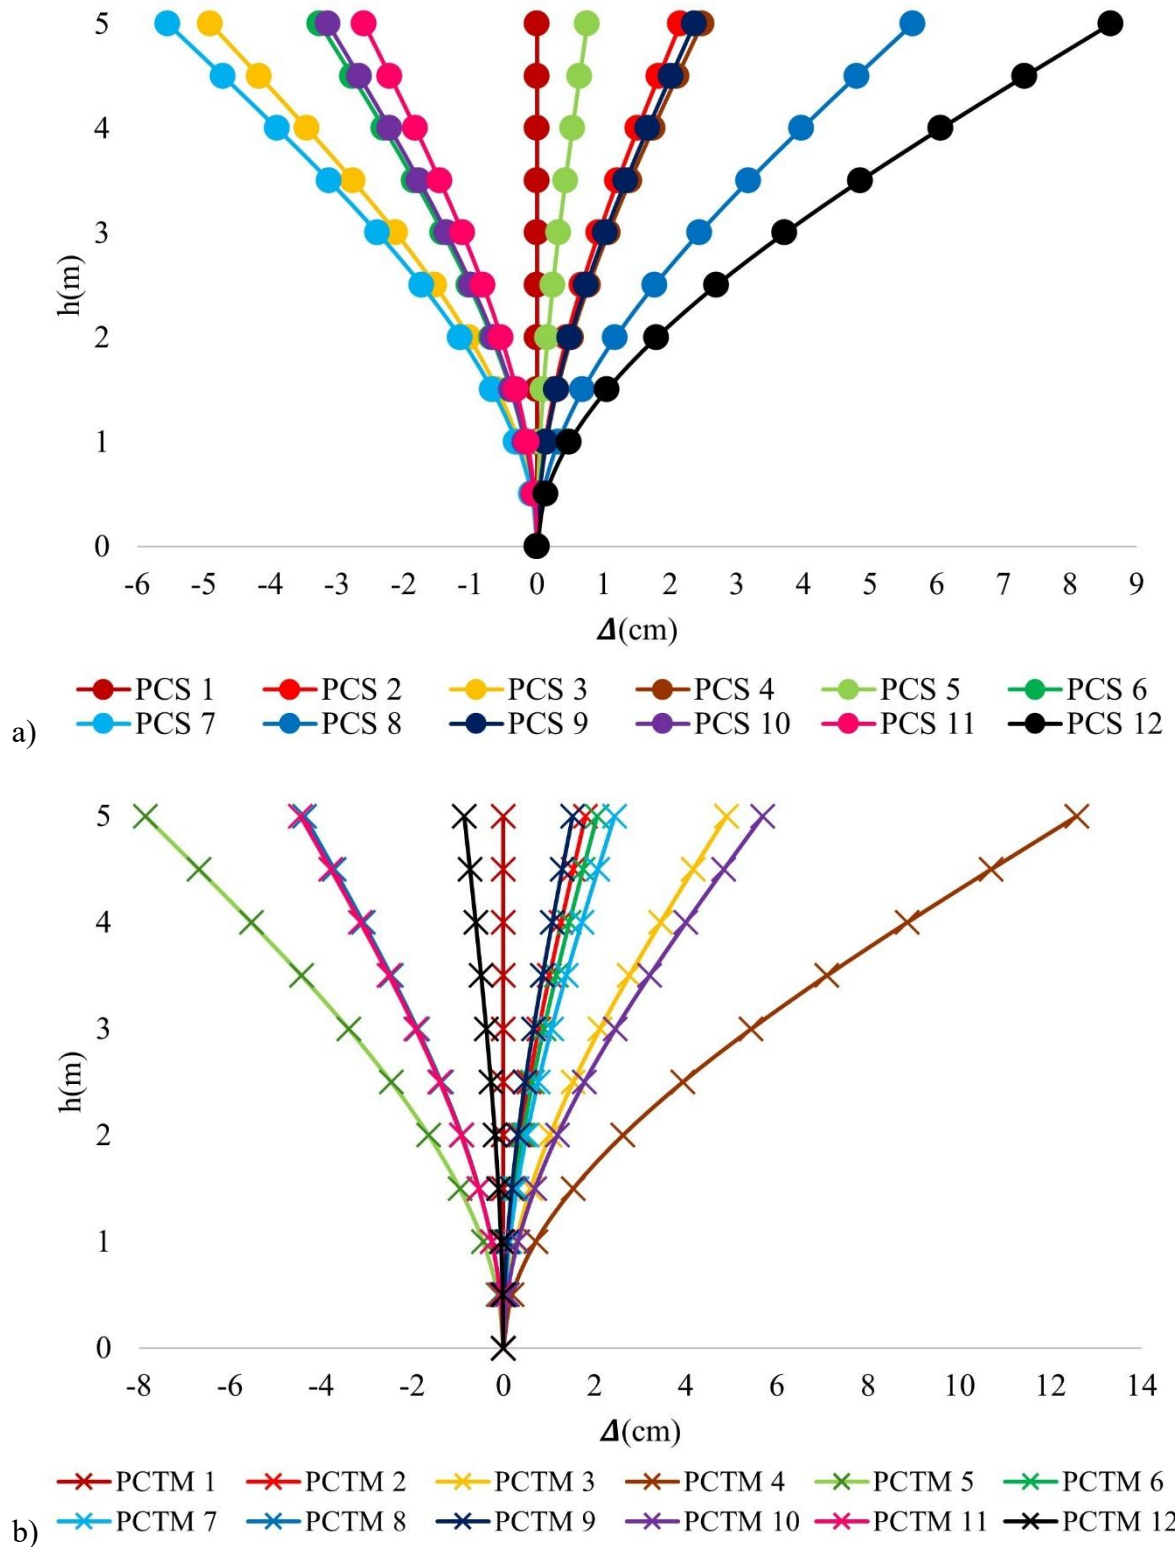 5
4
3
2
1
0
h(m)
-6 -5 -4 -3 -2 -1 0 1 2 3 4 5 6 7 8 9
Δ(cm)
PCS 1 PCS 2 PCS 3 PCS 4 PCS 5 PCS 6
PCS 7 PCS 8 PCS 9 PCS 10 PCS 11 PCS 12
a)
5
4
3
2
1
0
h(m)
-8 -6 -4 -2 0 2 4 6 8 10 12 14
Δ(cm)
PCTM 1 PCTM 2 PCTM 3 PCTM 4 PCTM 5 PCTM 6
PCTM 7 PCTM 8 PCTM 9 PCTM 10 PCTM 11 PCTM 12
b)